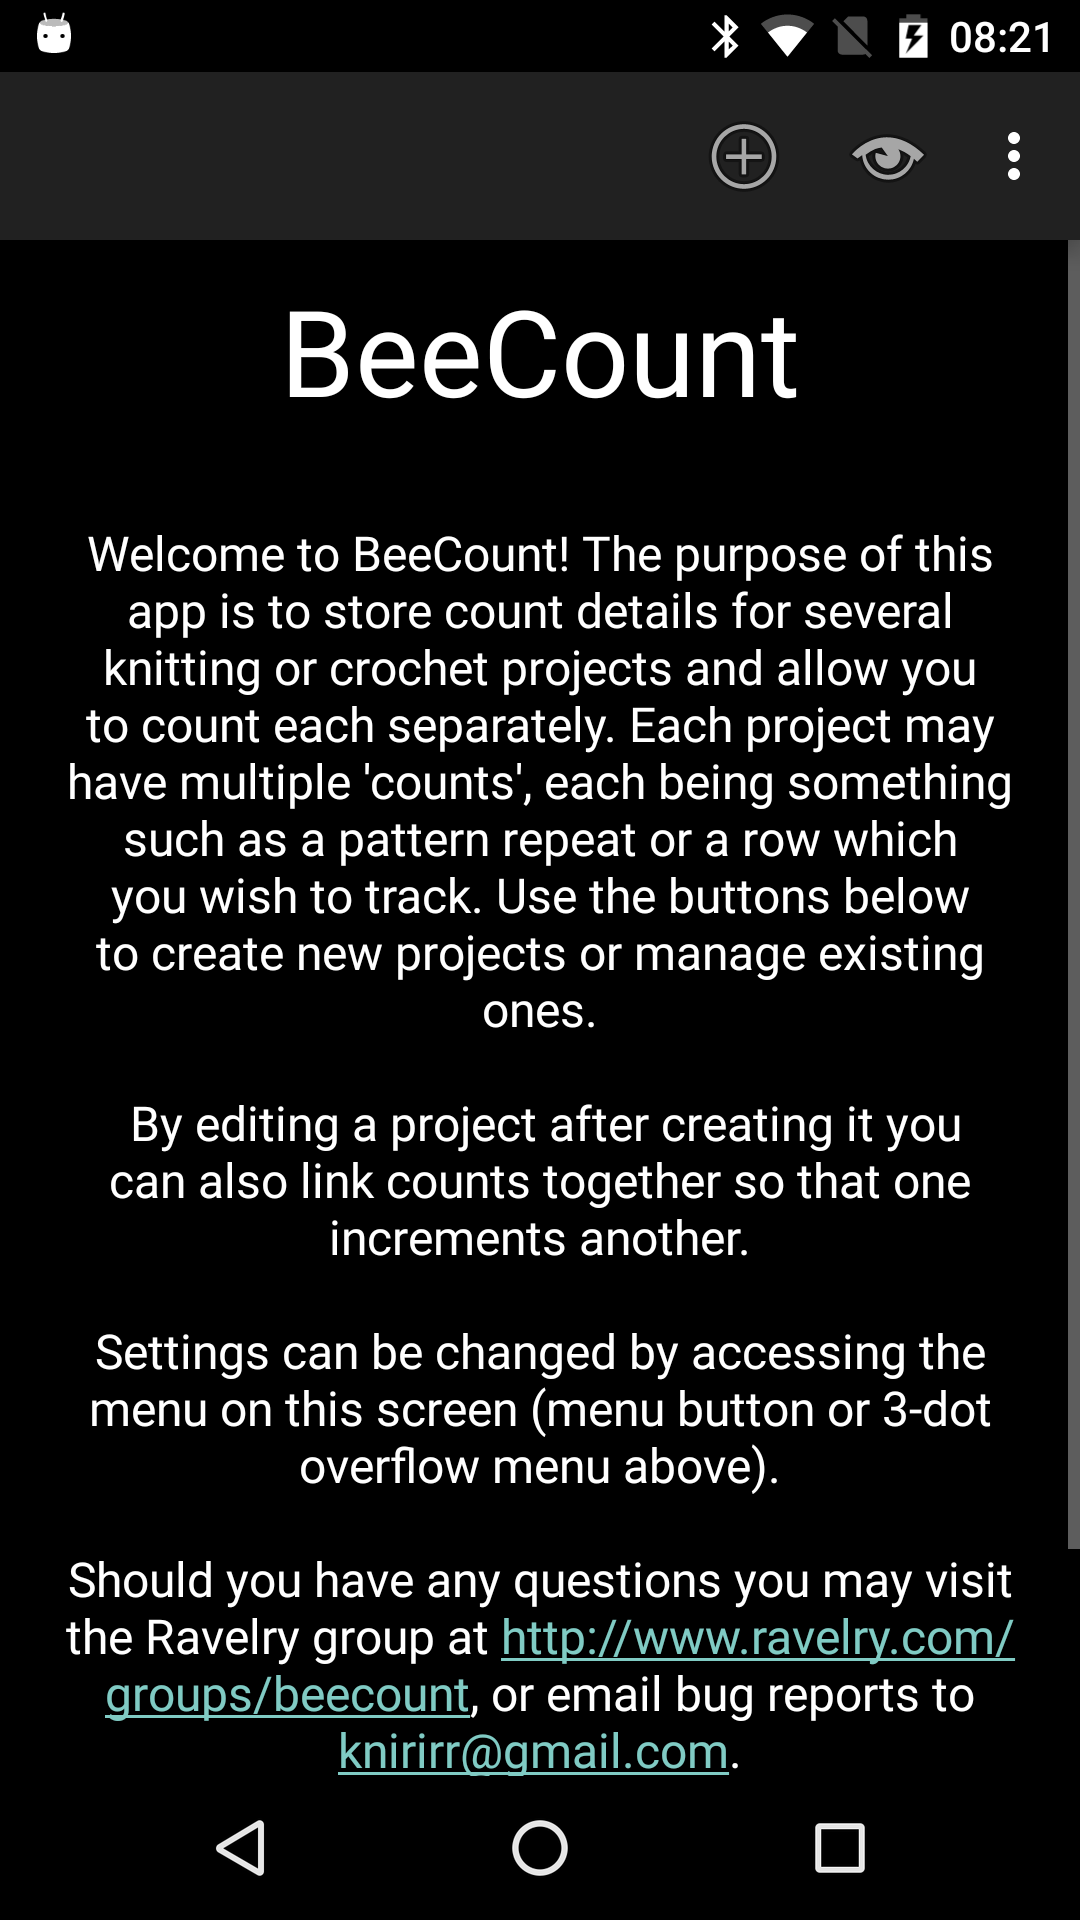 08:21
BeeCount
Welcome to BeeCount! The purpose of this
app is to store count details for several
knitting or crochet projects and allow you
to count each separately. Each project may
have multiple 'counts', each being something
such as a pattern repeat or a row which
you wish to track. Use the buttons below
to create new projects or manage existing
ones.
By editing a project after creating it you
can also link counts together so that one
increments another.
Settings can be changed by accessing the
menu on this screen (menu button or 3-dot
overflow menu above).
Should you have any questions you may visit
the Ravelry group at http://www.ravelry.com/
groups/beecount, or email bug reports to
knirirr@gmail.com.